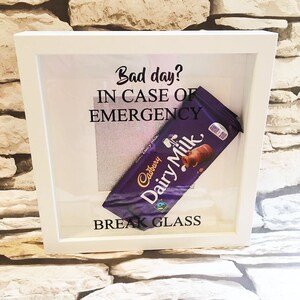 Bad day?
IN CASE OF
EMERGENCY
Cadbury
Dairy Milk
BREAK GLASS